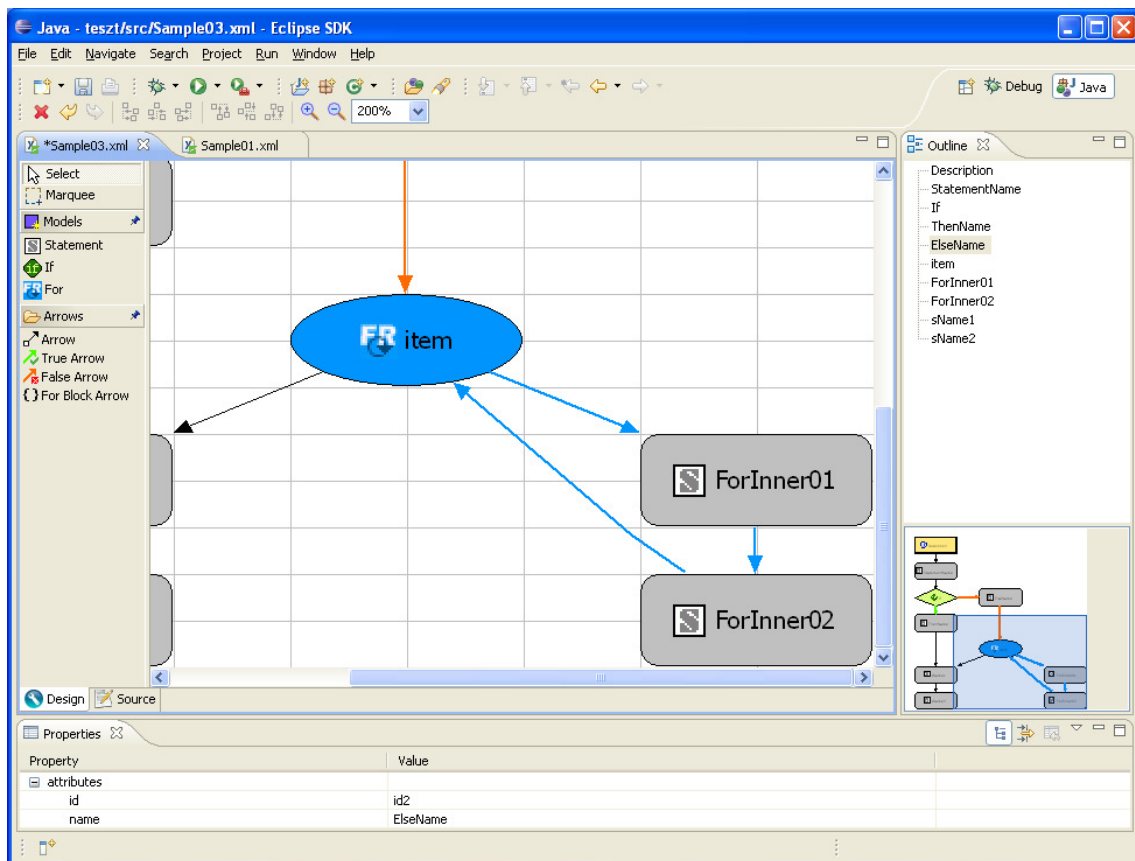 Java - teszt/src/Sample03.xml - Eclipse SDK
File Edit Navigate Search Project Run Window Help
Debug Java
200%
*Sample03.xml Sample01.xml
Outline
Select
Marquee
Models
Statement
if If
FR For
Arrows
Arrow
True Arrow
False Arrow
For Block Arrow
FR item
S ForInner01
S ForInner02
Description
StatementName
If
ThenName
ElseName
item
ForInner01
ForInner02
sName1
sName2
Design Source
Properties
Property Value
attributes
id id2
name ElseName